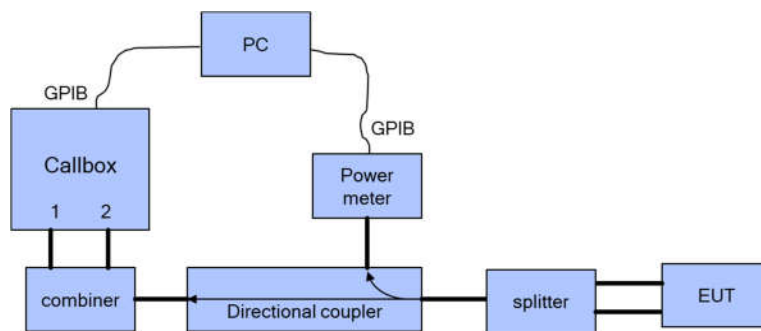 PC
GPIB
GPIB
Callbox
1 2
Power
meter
combiner
Directional coupler
splitter
EUT